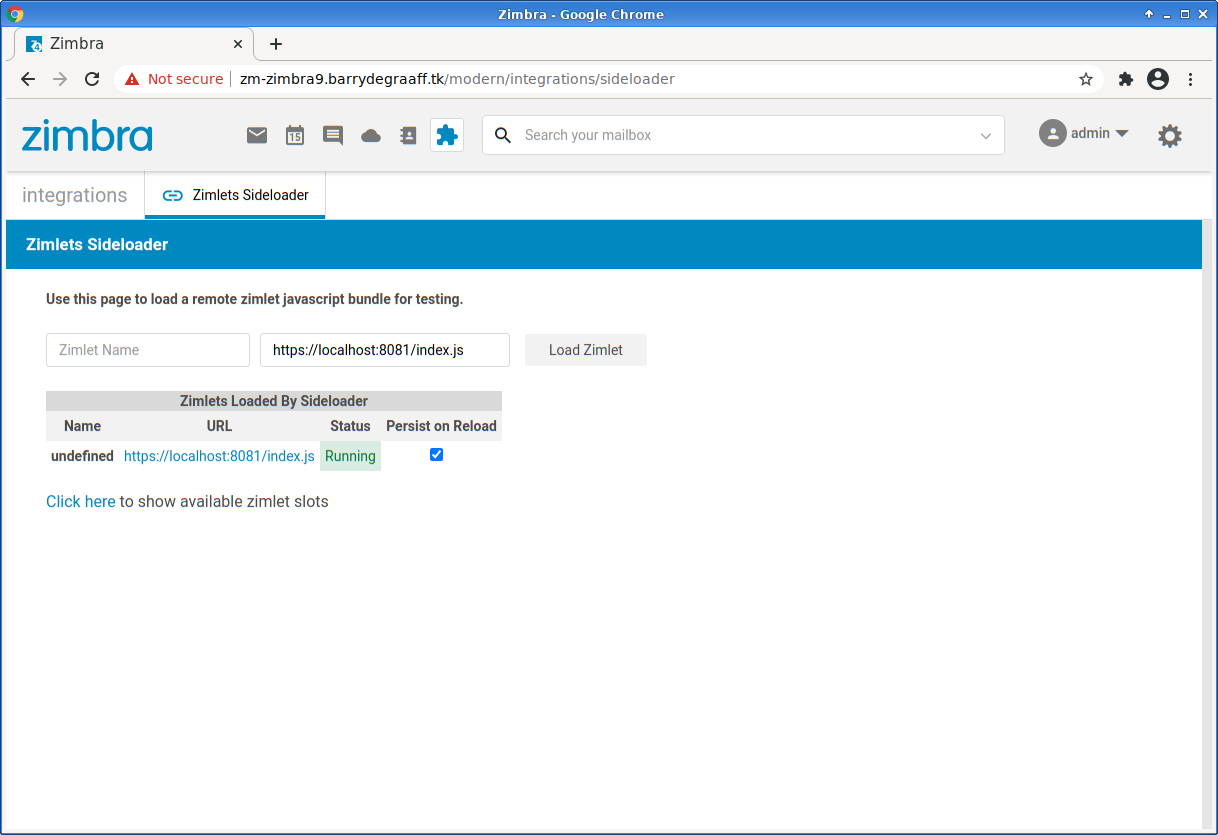 Zimbra - Google Chrome
Zimbra
Not secure zm-zimbra9.barrydegraaff.tk/modern/integrations/sideloader
zimbra 15 Search your mailbox admin
integrations Zimlets Sideloader
Zimlets Sideloader
Use this page to load a remote zimlet javascript bundle for testing.
Zimlet Name https://localhost:8081/index.js Load Zimlet
Zimlets Loaded By Sideloader
Name URL Status Persist on Reload
undefined https://localhost:8081/index.js Running
Click here to show available zimlet slots